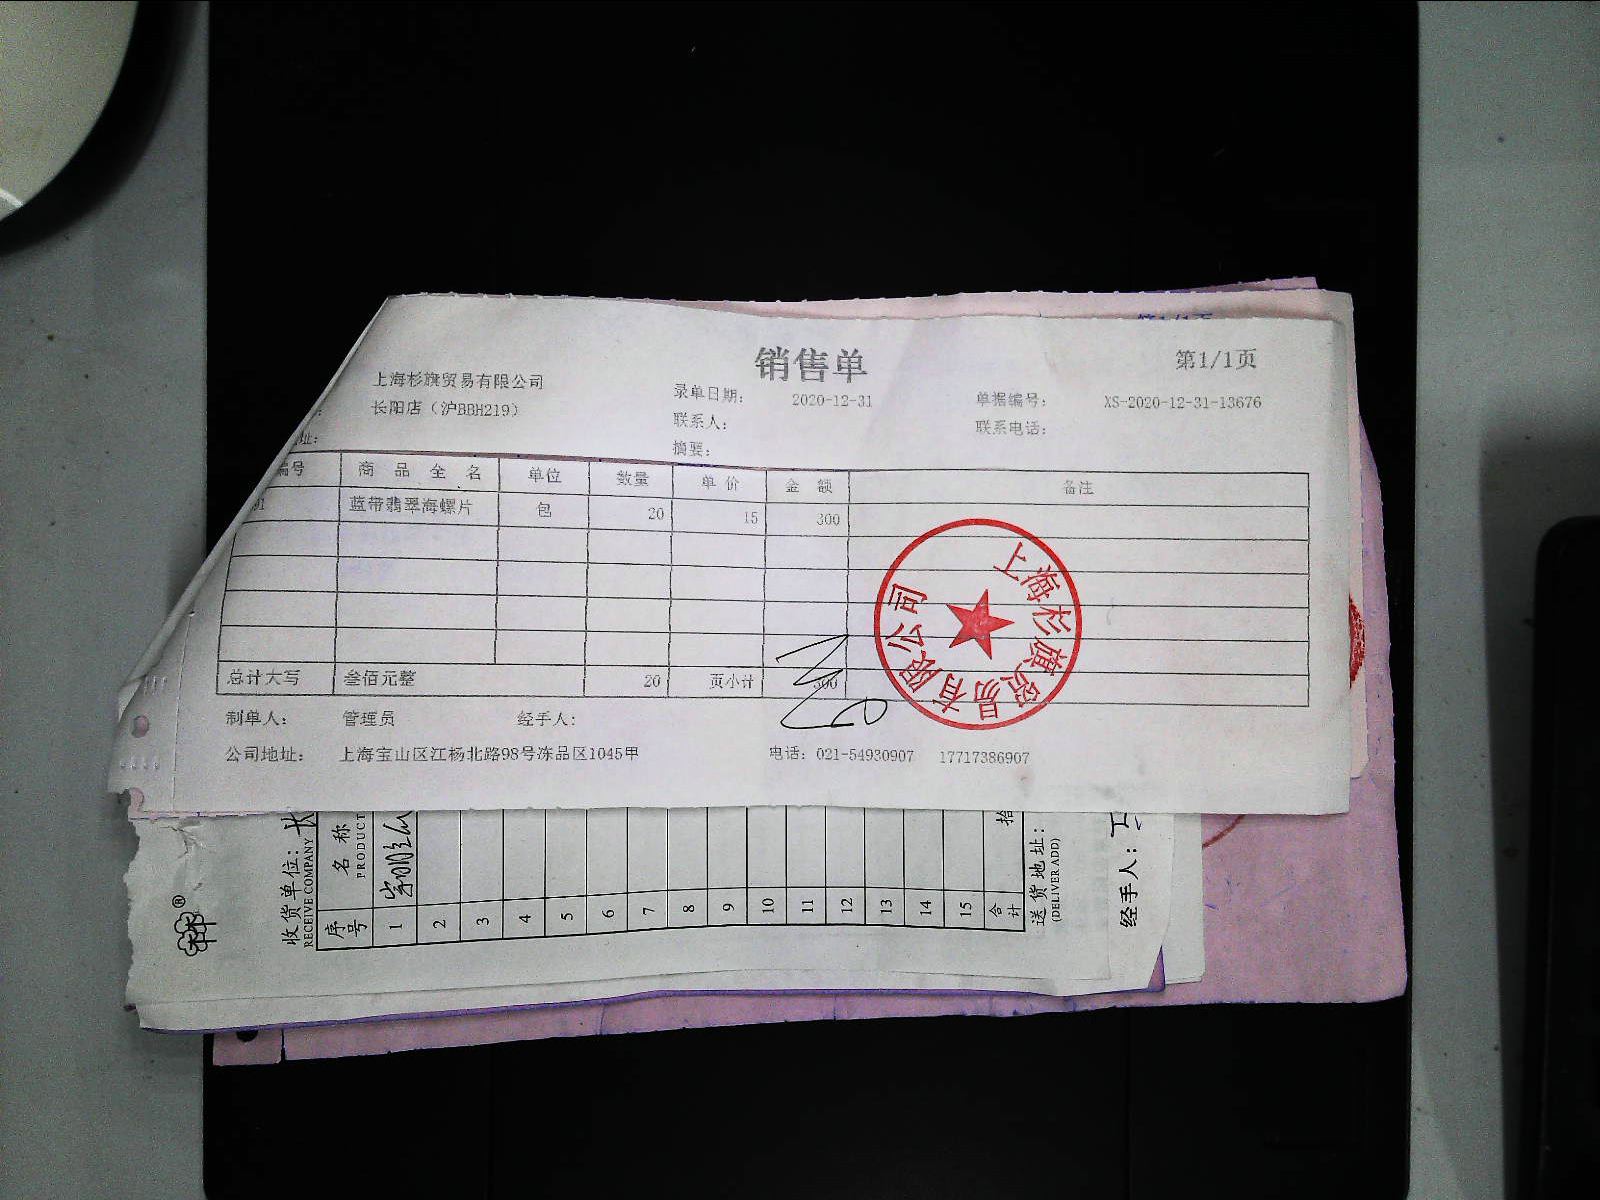 销售单
第1/1页
上海杉旗贸易有限公司
录单日期: 2020-12-31
单据编号: XS-2020-12-31-13676
长阳店（沪BBH219）
联系人:
联系电话:
址:
摘要:
编号 商品全名 单位 数量 单价 金额 备注
蓝带翡翠海螺片 包 20 15 300
总计大写 叁佰元整 20 页小计 300
制单人: 管理员 经手人:
公司地址: 上海宝山区江杨北路98号冻品区1045甲 电话: 021-54930907 17717386907
上海杉旗贸易有限公司
收货单位: 长
RECEIVE COMPANY
序号 名称
PRODUCT
1
2
3
4
5
6
7
8
9
10
11
12
13
14
15
合计 拾
送货地址:
(DELIVER ADD)
经手人:
®